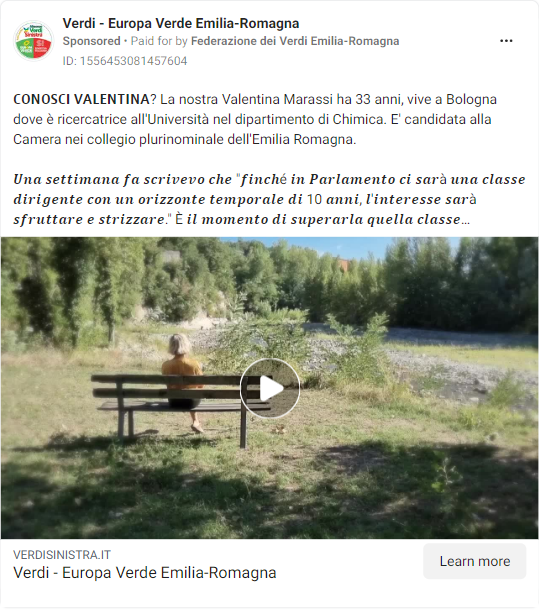 Verdi - Europa Verde Emilia-Romagna
Sponsored • Paid for by Federazione dei Verdi Emilia-Romagna
ID: 1556453081457604
CONOSCI VALENTINA? La nostra Valentina Marassi ha 33 anni, vive a Bologna
dove è ricercatrice all'Università nel dipartimento di Chimica. E' candidata alla
Camera nei collegio plurinominale dell'Emilia Romagna.
Una settimana fa scrivevo che "finché in Parlamento ci sarà una classe
dirigente con un orizzonte temporale di 10 anni, l'interesse sarà
sfruttare e strizzare." È il momento di superarla quella classe...
VERDISINISTRA.IT
Verdi - Europa Verde Emilia-Romagna
Learn more